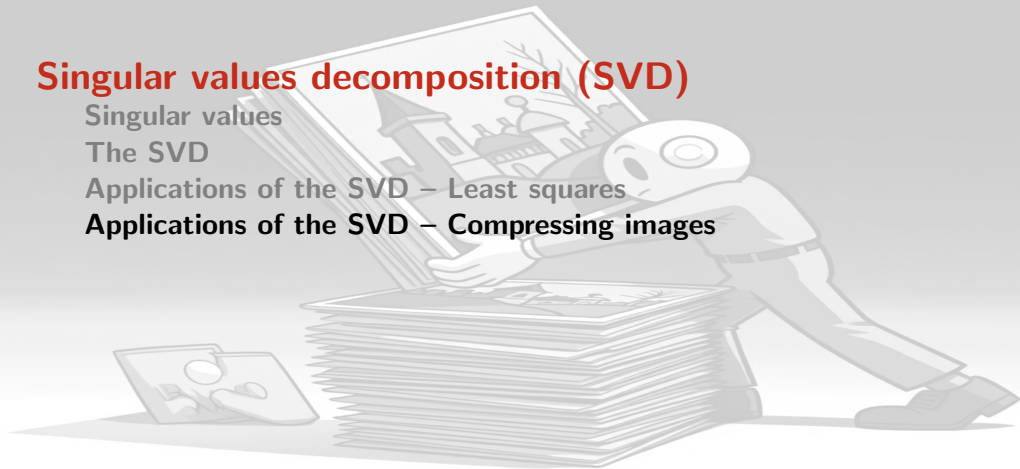 Singular values decomposition (SVD)
Singular values
The SVD
Applications of the SVD – Least squares
Applications of the SVD – Compressing images